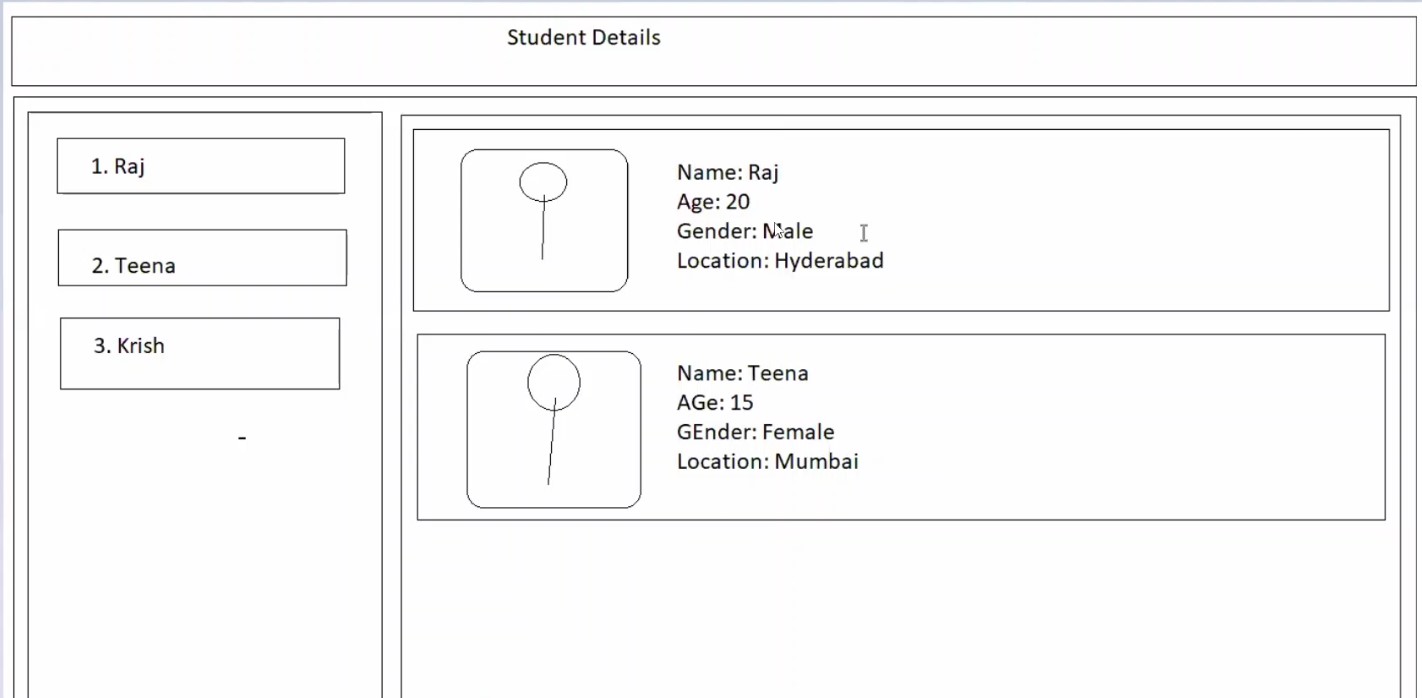 Student Details
1. Raj
2. Teena
3. Krish
-
Name: Raj
Age: 20
Gender: Male
Location: Hyderabad
Name: Teena
AGe: 15
GEnder: Female
Location: Mumbai